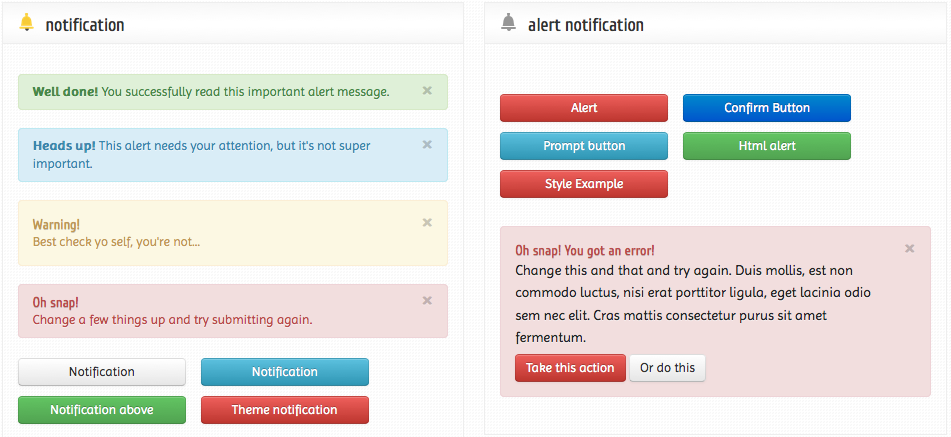 notification
Well done! You successfully read this important alert message.
Heads up! This alert needs your attention, but it's not super
important.
Warning!
Best check yo self, you're not...
Oh snap!
Change a few things up and try submitting again.
Notification
Notification
Notification above
Theme notification
alert notification
Alert
Confirm Button
Prompt button
Html alert
Style Example
Oh snap! You got an error!
Change this and that and try again. Duis mollis, est non
commodo luctus, nisi erat porttitor ligula, eget lacinia odio
sem nec elit. Cras mattis consectetur purus sit amet
fermentum.
Take this action
Or do this